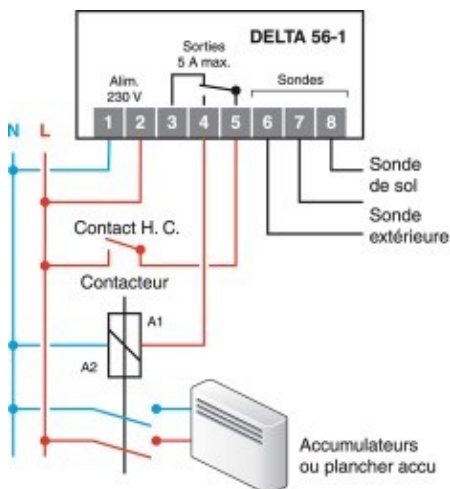 DELTA 56-1
Sorties
5 A max.
Alim.
230 V
Sondes
N L
1 2 3 4 5 6 7 8
Sonde
de sol
Sonde
extérieure
Contact H. C.
Contacteur
A1
A2
Accumulateurs
ou plancher accu